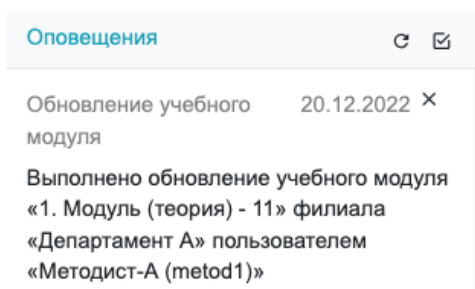 Оповещения
Обновление учебного 20.12.2022
модуля
Выполнено обновление учебного модуля
«1. Модуль (теория) - 11» филиала
«Департамент А» пользователем
«Методист-А (metod1)»